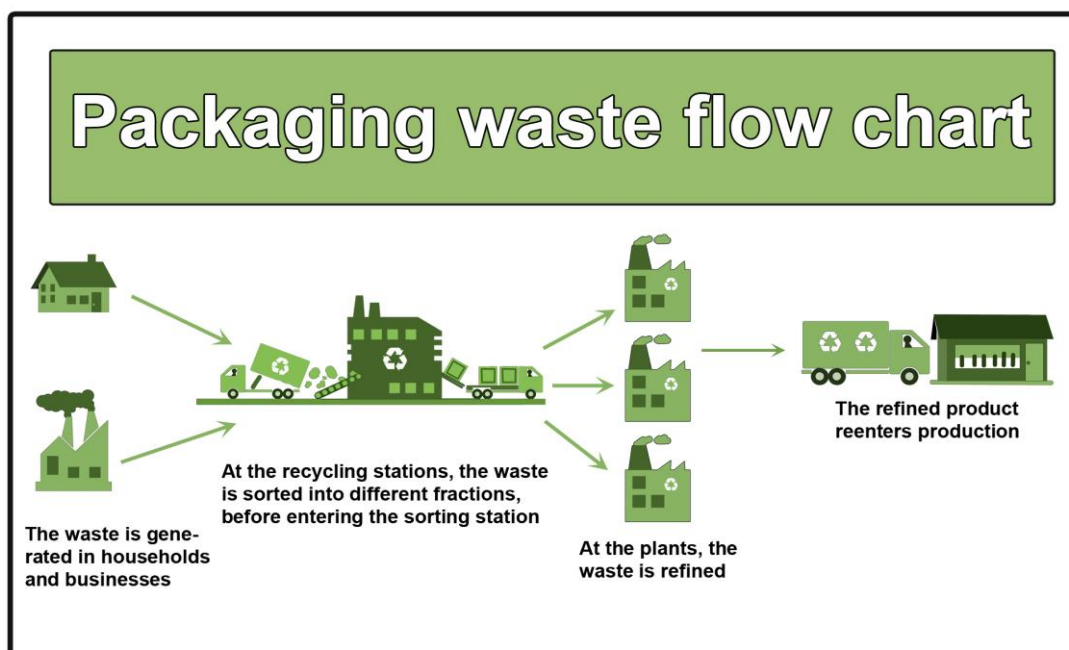 Packaging waste flow chart
The waste is gene-
rated in households
and businesses
At the recycling stations, the waste
is sorted into different fractions,
before entering the sorting station
At the plants, the
waste is refined
The refined product
reenters production